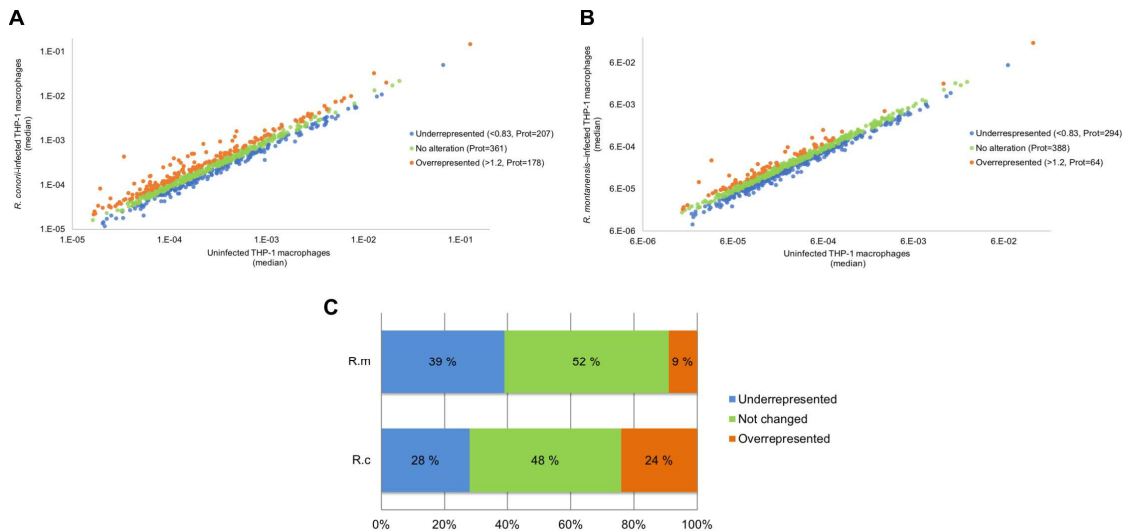 A
R. conorii-infected THP-1 macrophages
(median)
1.E-01
1.E-02
1.E-03
1.E-04
1.E-05
1.E-05
1.E-04
1.E-03
1.E-02
1.E-01
Uninfected THP-1 macrophages
(median)
Underrepresented (<0.83, Prot=207)
No alteration (Prot=361)
Overrepresented (>1.2, Prot=178)
B
R. montanensis–infected THP-1 macrophages
(median)
6.E-02
6.E-03
6.E-04
6.E-05
6.E-06
6.E-06
6.E-05
6.E-04
6.E-03
6.E-02
Uninfected THP-1 macrophages
(median)
Underrrespresented (<0.83, Prot=294)
No alteration (Prot=388)
Overrepresented (>1.2, Prot=64)
C
R.m
39 %
52 %
9 %
R.c
28 %
48 %
24 %
0%
20%
40%
60%
80%
100%
Underrepresented
Not changed
Overrepresented